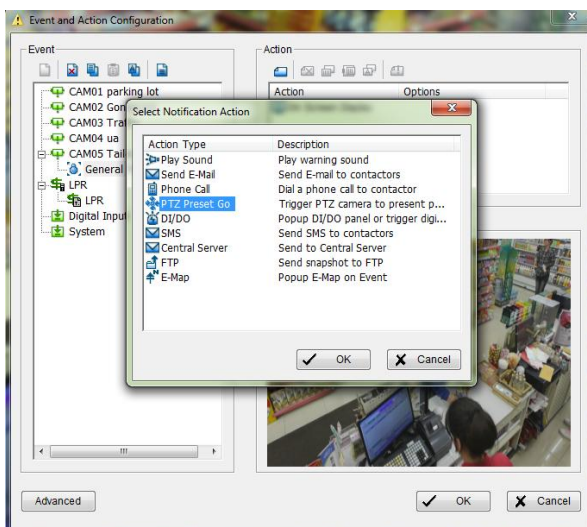 Event and Action Configuration
Event
Action
CAM01 parking lot
Action Options
CAM02 Gon
CAM03 Tra
CAM04 ua
CAM05 Tail
General
LPR
LPR
Digital Input
System
Select Notification Action
Action Type Description
Play Sound Play warning sound
Send E-Mail Send E-mail to contactors
Phone Call Dial a phone call to contactor
PTZ Preset Go Trigger PTZ camera to present p...
DI/DO Popup DI/DO panel or trigger digi...
SMS Send SMS to contactors
Central Server Send to Central Server
FTP Send snapshot to FTP
E-Map Popup E-Map on Event
OK Cancel
Advanced
OK Cancel